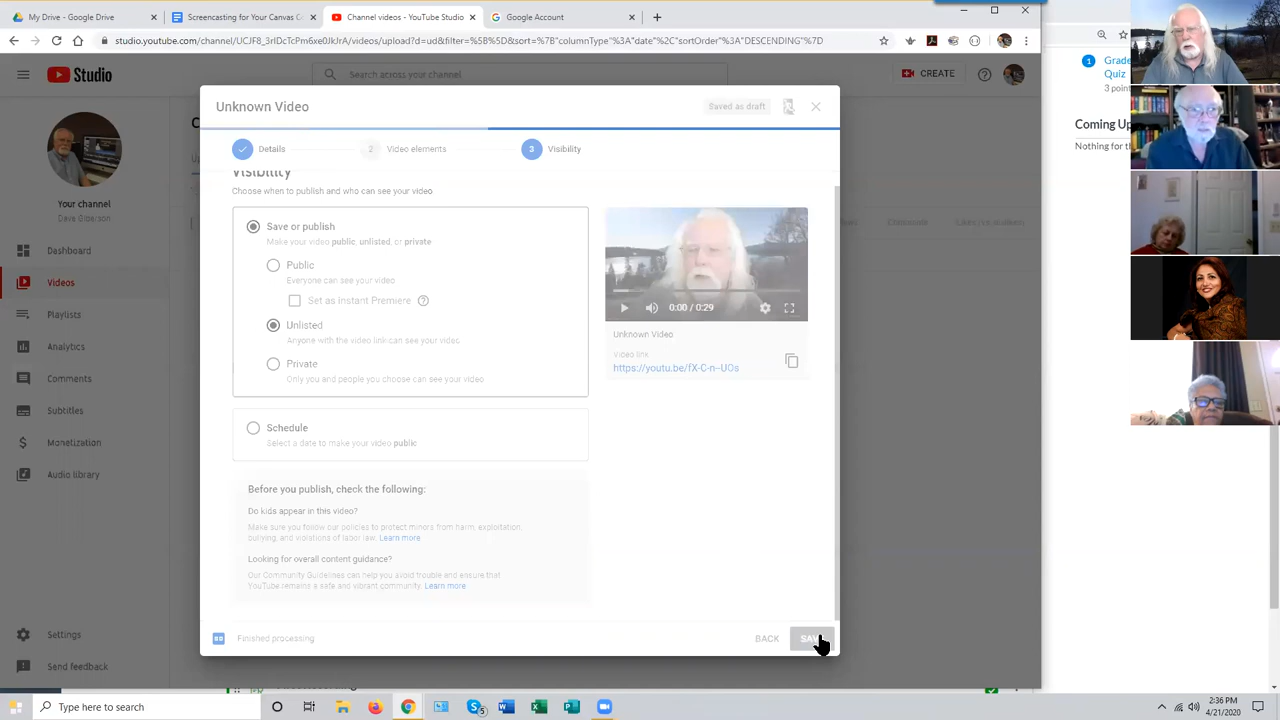 My Drive - Google Drive
Screencasting for Your Canvas
Channel videos - YouTube Studio
Google Account
studio.youtube.com/channel/UCJF8_3rlDcTcPm6xe0JkJrA/videos/upload?d=ud&filter=%5B%5D&sort=%7B"columnType"%3A"date"%2C"sortOrder"%3A"DESCENDING"%7D
Studio
Search across your channel
CREATE
1
Grade
Quiz
3 point
Unknown Video
Saved as draft
Details
2
Video elements
3
Visibility
Coming Up
Nothing for th
Visibility
Choose when to publish and who can see your video
Your channel
Dave Giberson
Save or publish
Make your video public, unlisted, or private
Public
Everyone can see your video
Set as instant Premiere
Unlisted
Anyone with the video link can see your video
Private
Only you and people you choose can see your video
0:00 / 0:29
Unknown Video
Video link
https://youtu.be/fX-C-n--UOs
Schedule
Select a date to make your video public
Before you publish, check the following:
Do kids appear in this video?
Make sure you follow our policies to protect minors from harm, exploitation,
bullying, and violations of labor law. Learn more
Looking for overall content guidance?
Our Community Guidelines can help you avoid trouble and ensure that
YouTube remains a safe and vibrant community. Learn more
Dashboard
Videos
Playlists
Analytics
Comments
Subtitles
Monetization
Audio library
Settings
Send feedback
Finished processing
BACK
Type here to search
5
2:36 PM
4/21/2020